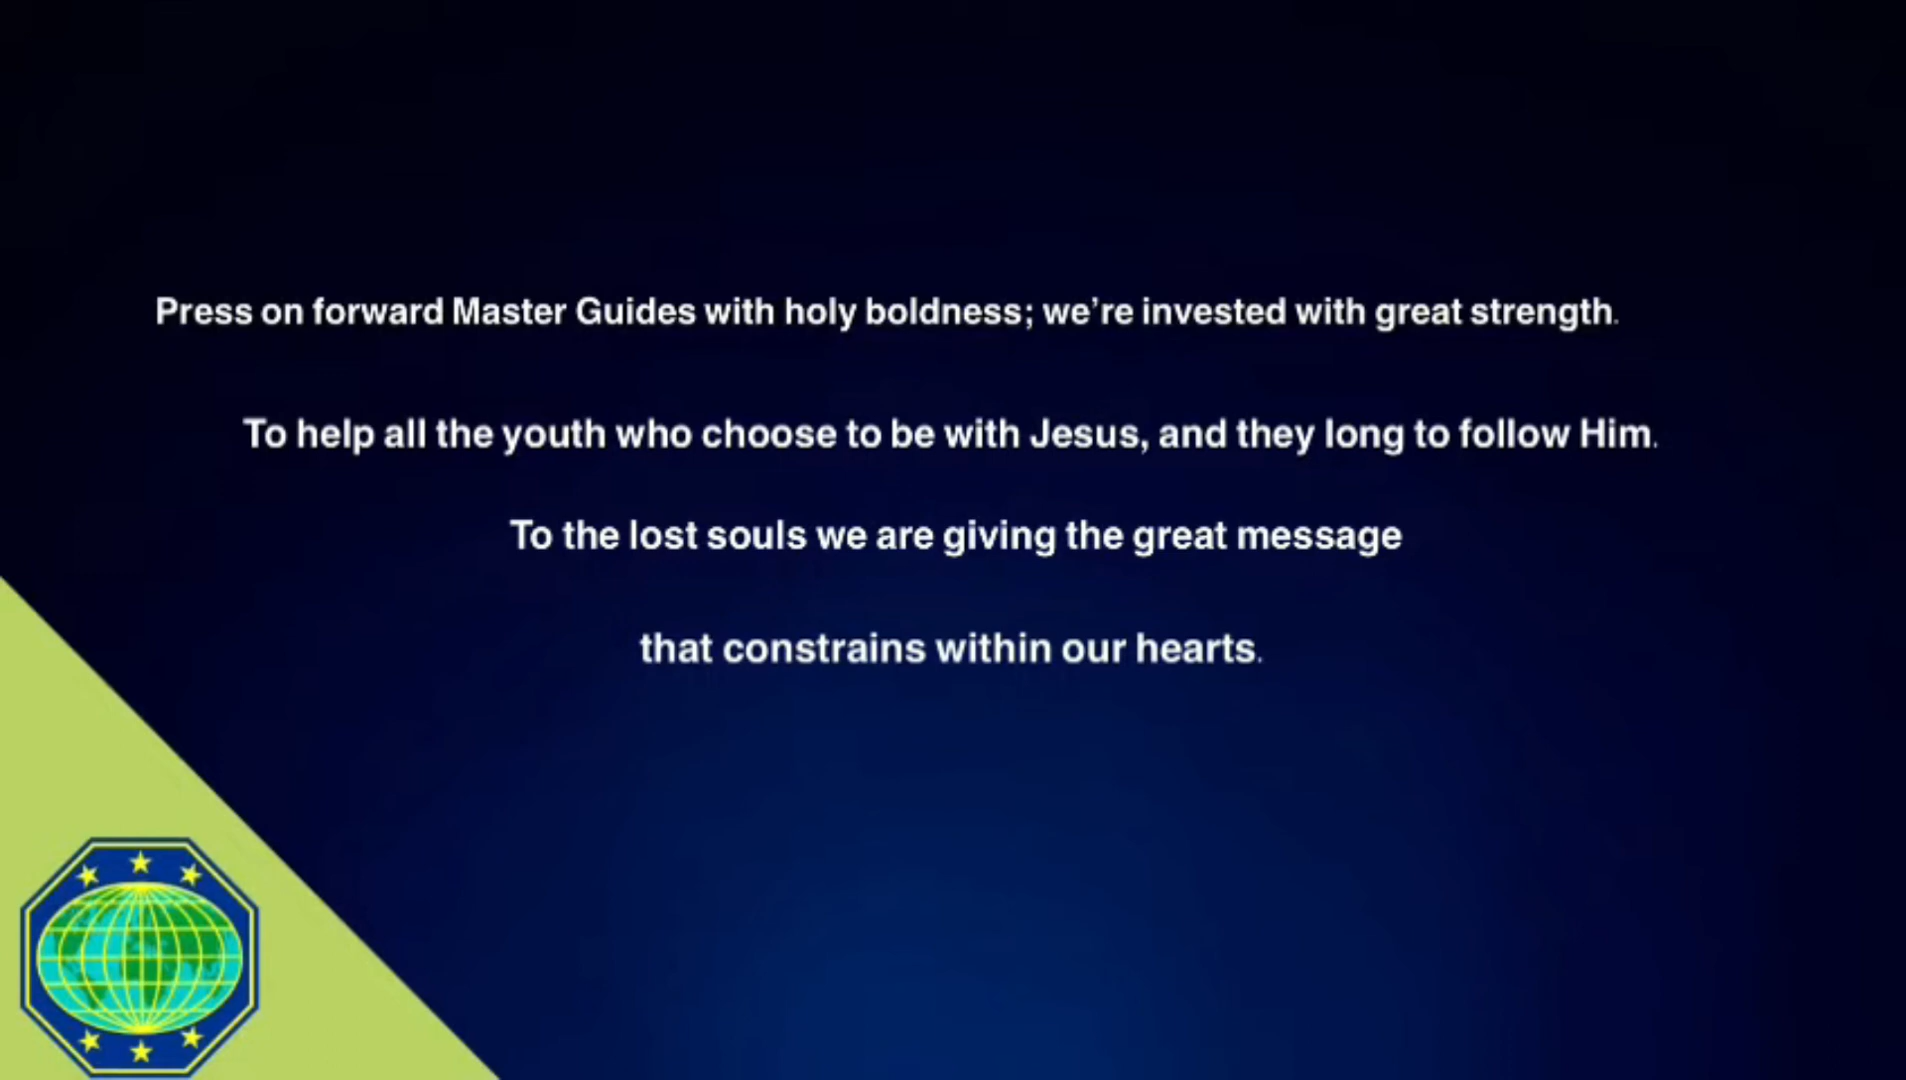 Press on forward Master Guides with holy boldness; we’re invested with great strength.
To help all the youth who choose to be with Jesus, and they long to follow Him.
To the lost souls we are giving the great message
that constrains within our hearts.